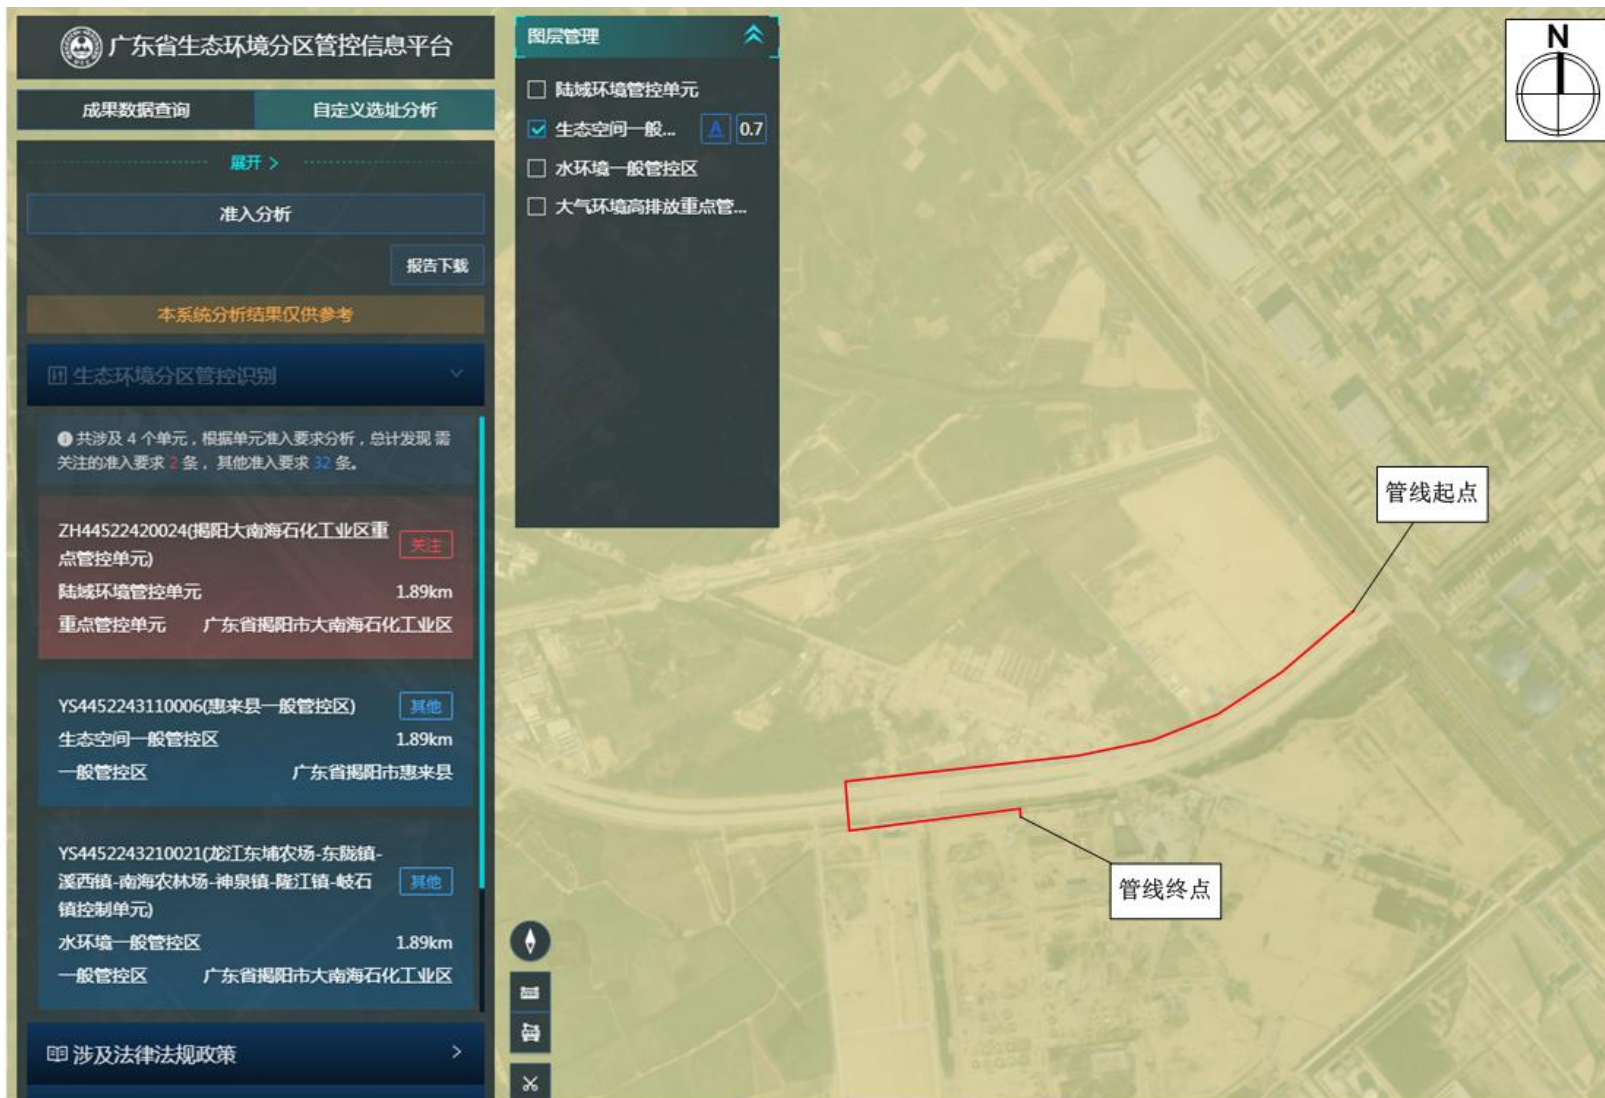 广东省生态环境分区管控信息平台
成果数据查询
自定义选址分析
展开 >
准入分析
报告下载
本系统分析结果仅供参考
生态环境分区管控识别
共涉及 4 个单元，根据单元准入要求分析，总计发现 需
关注的准入要求 2 条，其他准入要求 32 条。
ZH44522420024(揭阳大南海石化工业区重
点管控单元)
关注
陆域环境管控单元 1.89km
重点管控单元 广东省揭阳市大南海石化工业区
YS4452243110006(惠来县一般管控区)
其他
生态空间一般管控区 1.89km
一般管控区 广东省揭阳市惠来县
YS4452243210021(龙江东埔农场-东陇镇-
溪西镇-南海农林场-神泉镇-隆江镇-岐石
镇控制单元)
其他
水环境一般管控区 1.89km
一般管控区 广东省揭阳市大南海石化工业区
涉及法律法规政策 >
图层管理
陆域环境管控单元
生态空间一般... A 0.7
水环境一般管控区
大气环境高排放重点管...
N
管线起点
管线终点